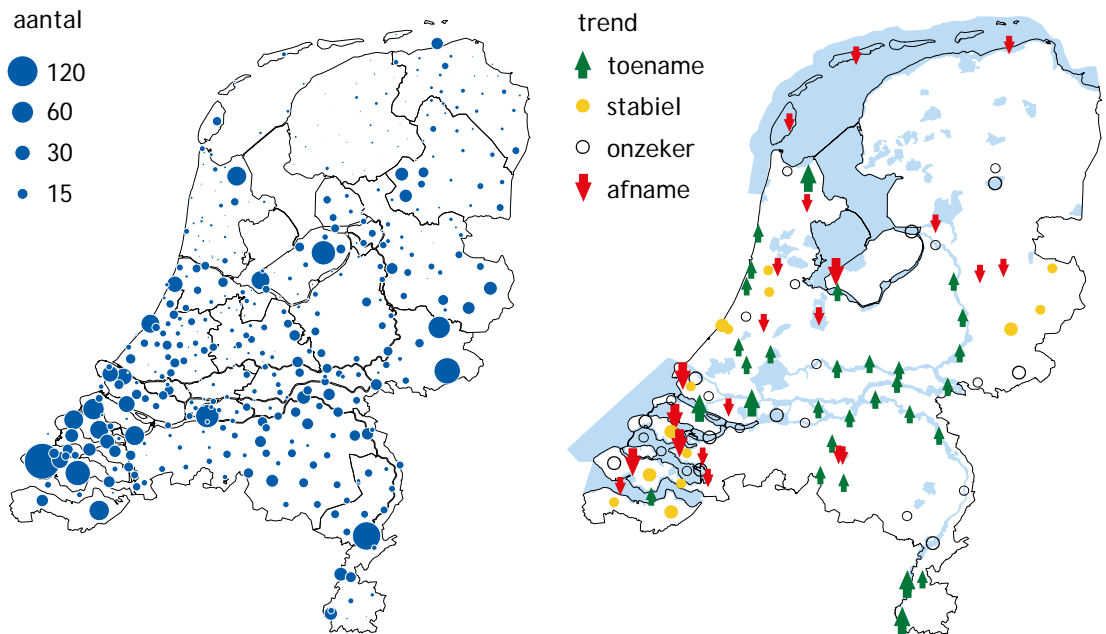 aantal
120
60
30
15
trend
toename
stabiel
onzeker
afname